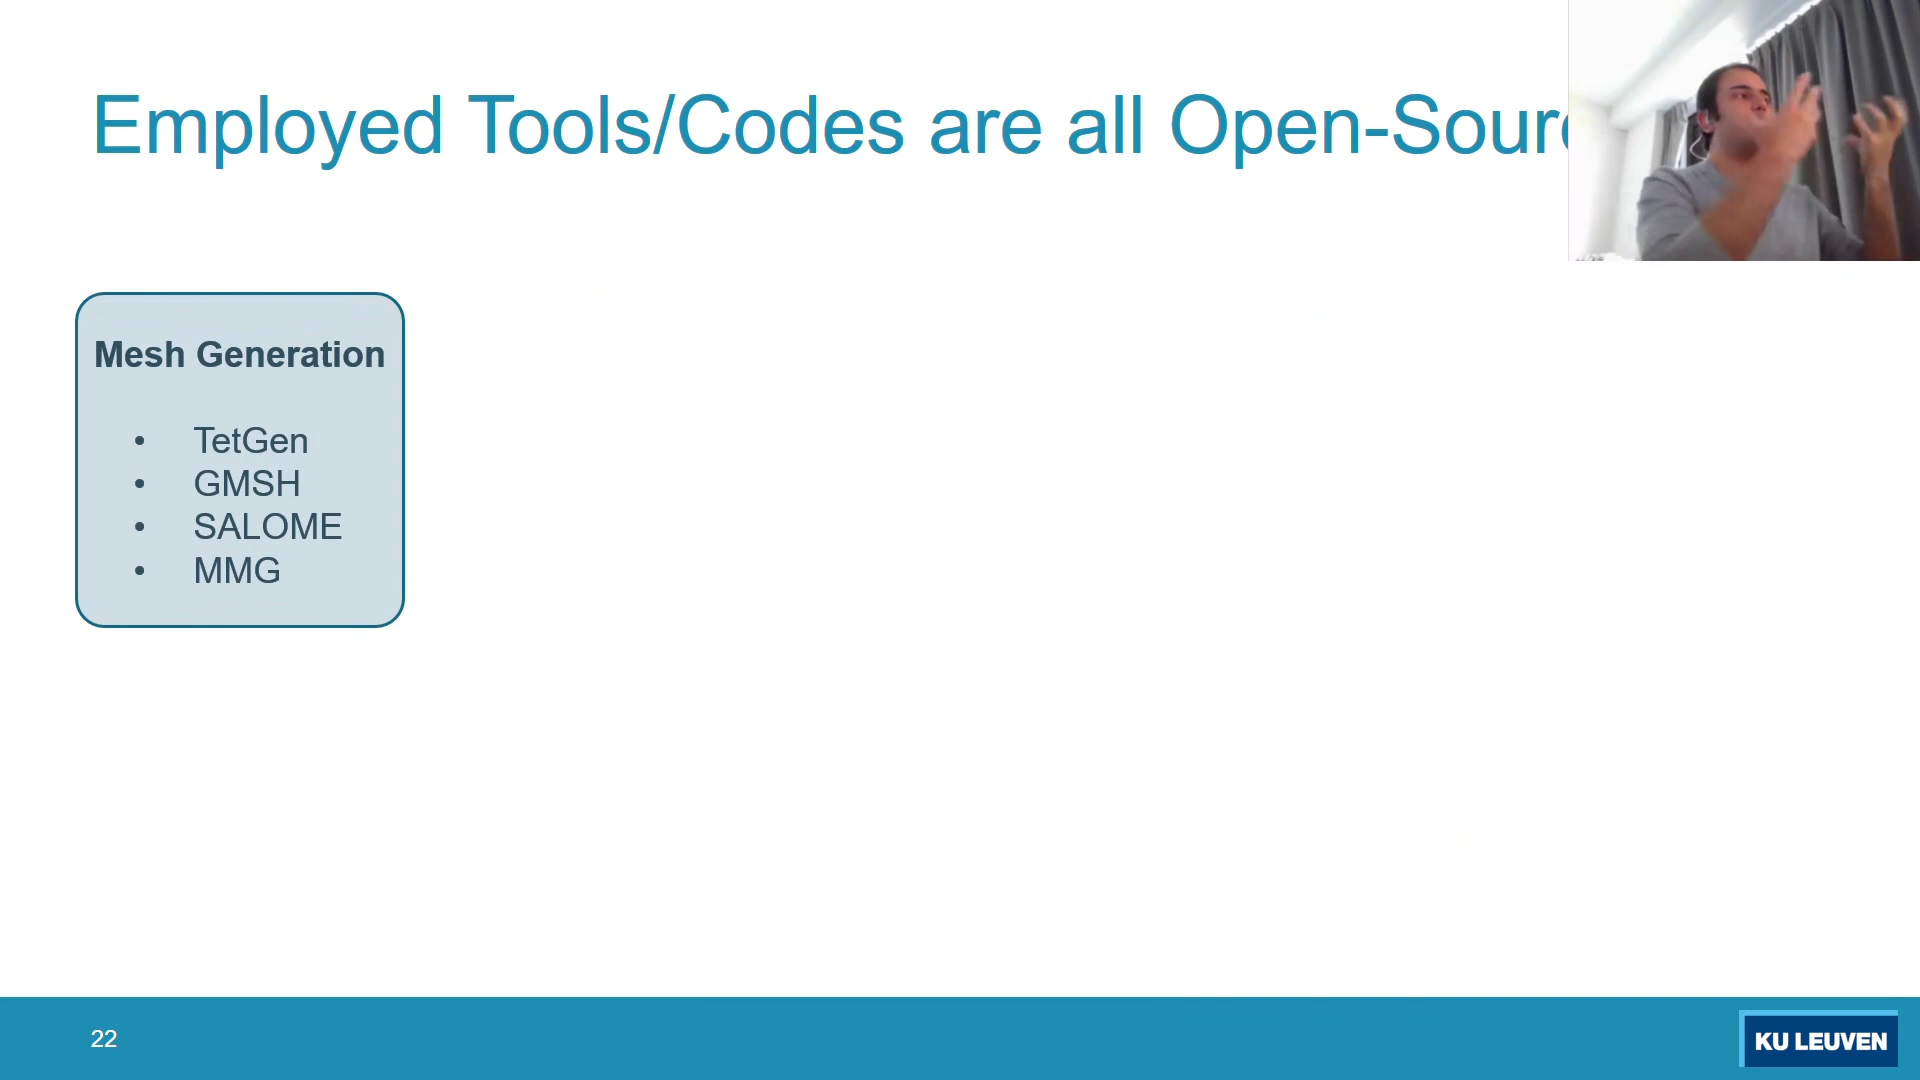 Employed Tools/Codes are all Open-Sour
Mesh Generation
• TetGen
• GMSH
• SALOME
• MMG
22
KU LEUVEN